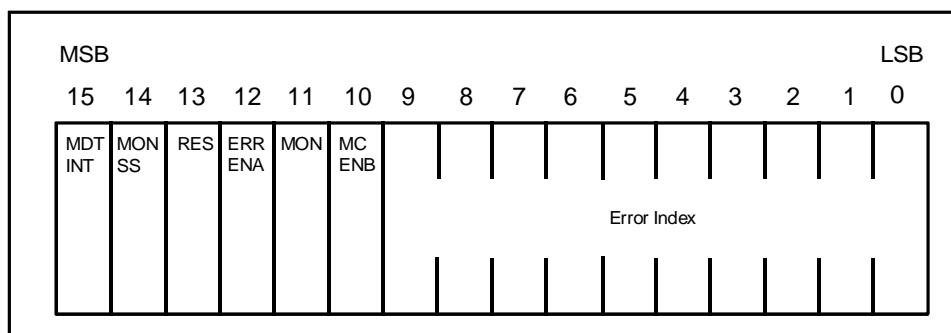 MSB LSB
15 14 13 12 11 10 9 8 7 6 5 4 3 2 1 0
MDT MON RES ERR MON MC
INT SS ENA ENB
Error Index